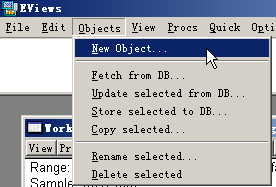 EViews
File Edit Objects View Procs Quick
New Object...
Fetch from DB...
Update selected from DB...
Store selected to DB...
Copy selected...
Rename selected...
Delete selected
View
Range: